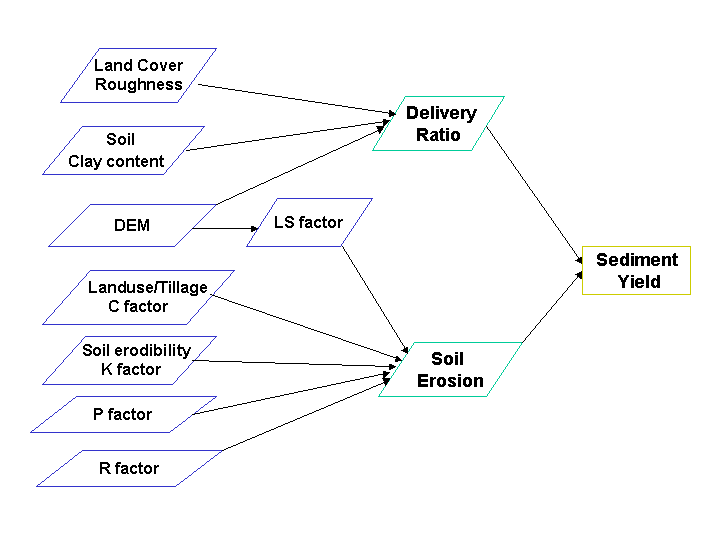 Land Cover
Roughness
Delivery
Ratio
Soil
Clay content
DEM
LS factor
Sediment
Yield
Landuse/Tillage
C factor
Soil erodibility
K factor
Soil
Erosion
P factor
R factor